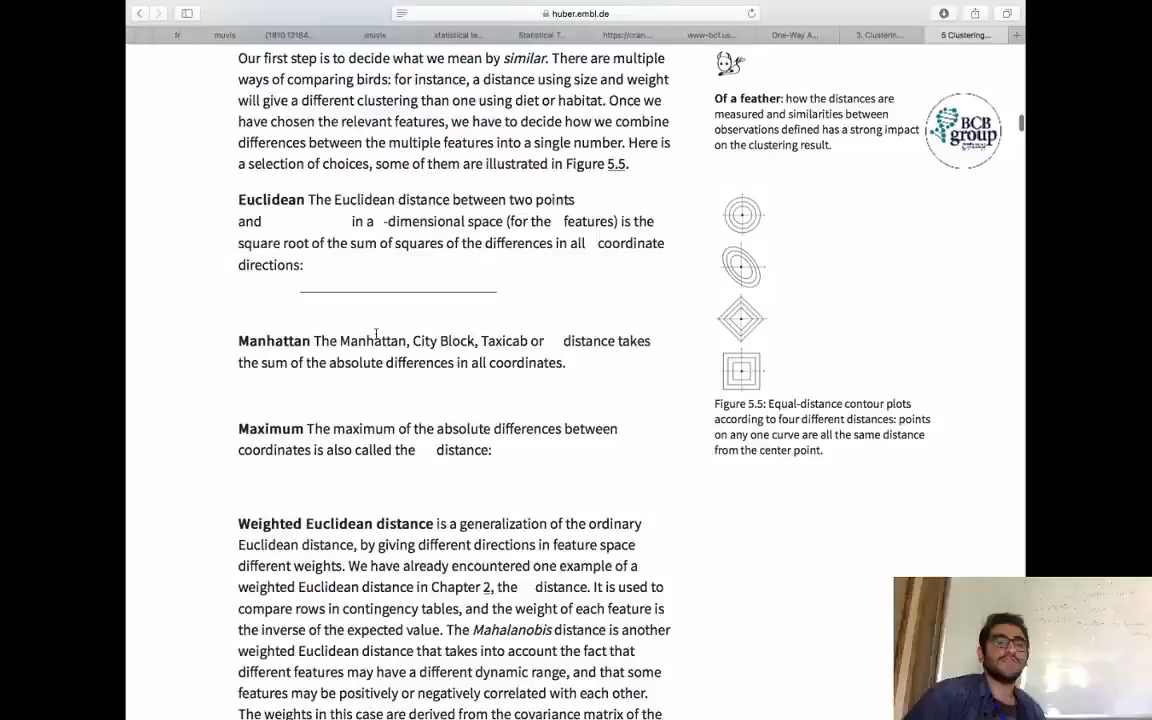 huber.embl.de
fr
muvis
(1810.12184...
muvis
statistical te...
Statistical T...
https://cran....
www-bcf.us...
One-Way A...
3. Clusterin...
5 Clustering...
Our first step is to decide what we mean by similar. There are multiple
ways of comparing birds: for instance, a distance using size and weight
will give a different clustering than one using diet or habitat. Once we
have chosen the relevant features, we have to decide how we combine
differences between the multiple features into a single number. Here is
a selection of choices, some of them are illustrated in Figure 5.5.
Euclidean The Euclidean distance between two points
and in a -dimensional space (for the features) is the
square root of the sum of squares of the differences in all coordinate
directions:
Manhattan The Manhattan, City Block, Taxicab or distance takes
the sum of the absolute differences in all coordinates.
Maximum The maximum of the absolute differences between
coordinates is also called the distance:
Weighted Euclidean distance is a generalization of the ordinary
Euclidean distance, by giving different directions in feature space
different weights. We have already encountered one example of a
weighted Euclidean distance in Chapter 2, the distance. It is used to
compare rows in contingency tables, and the weight of each feature is
the inverse of the expected value. The Mahalanobis distance is another
weighted Euclidean distance that takes into account the fact that
different features may have a different dynamic range, and that some
features may be positively or negatively correlated with each other.
The weights in this case are derived from the covariance matrix of the
Of a feather: how the distances are
measured and similarities between
observations defined has a strong impact
on the clustering result.
BCB
group
Figure 5.5: Equal-distance contour plots
according to four different distances: points
on any one curve are all the same distance
from the center point.